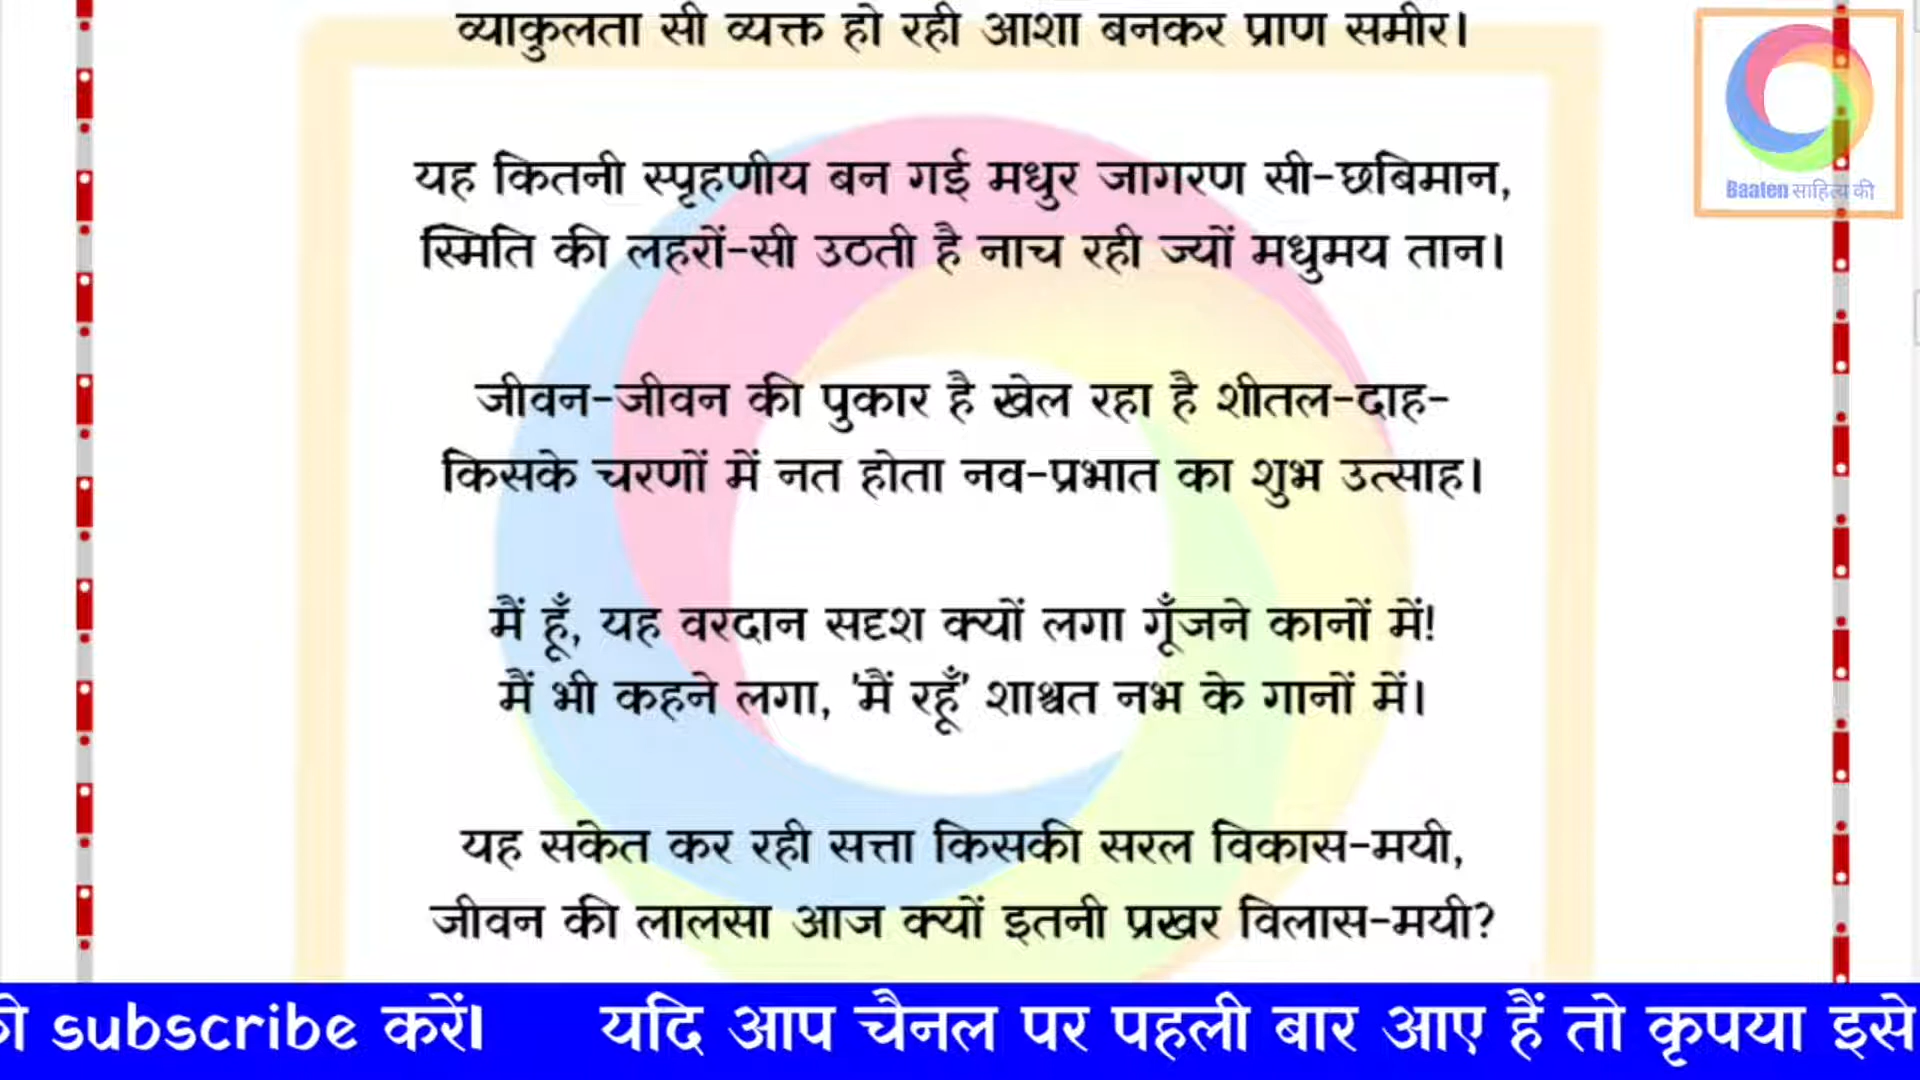 व्याकुलता सी व्यक्त हो रही आशा बनकर प्राण समीर।
यह कितनी स्पृहणीय बन गई मधुर जागरण सी-छबिमान,
स्मिति की लहरों-सी उठती है नाच रही ज्यों मधुमय तान।
जीवन-जीवन की पुकार है खेल रहा है शीतल-दाह-
किसके चरणों में नत होता नव-प्रभात का शुभ उत्साह।
मैं हूँ, यह वरदान सदृश क्यों लगा गूँजने कानों में!
मैं भी कहने लगा, 'मैं रहूँ' शाश्वत नभ के गानों में।
यह सकेत कर रही सत्ता किसकी सरल विकास-मयी,
जीवन की लालसा आज क्यों इतनी प्रखर विलास-मयी?
Baaten साहित्य की
subscribe करें। यदि आप चैनल पर पहली बार आए हैं तो कृपया इसे